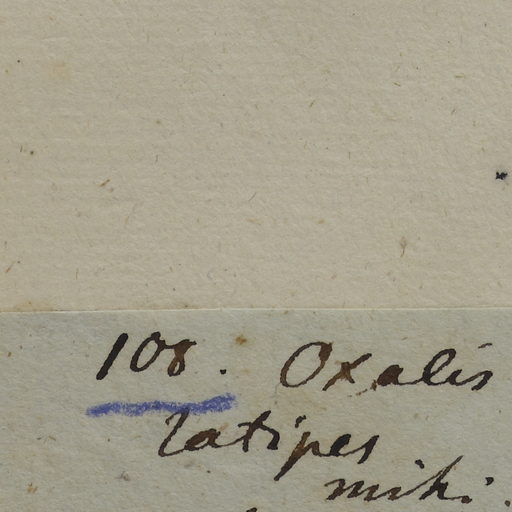 108. Oxalis
latipes
mihi.